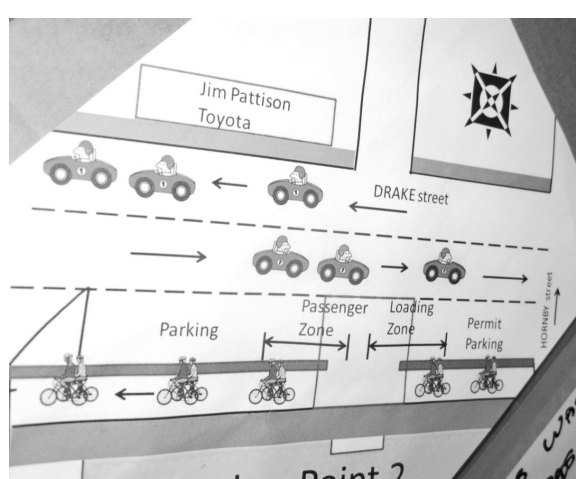 Jim Pattison
Toyota
DRAKE street
HORNBY street
Passenger
Zone
Loading
Zone
Parking
Permit
Parking
Point 2